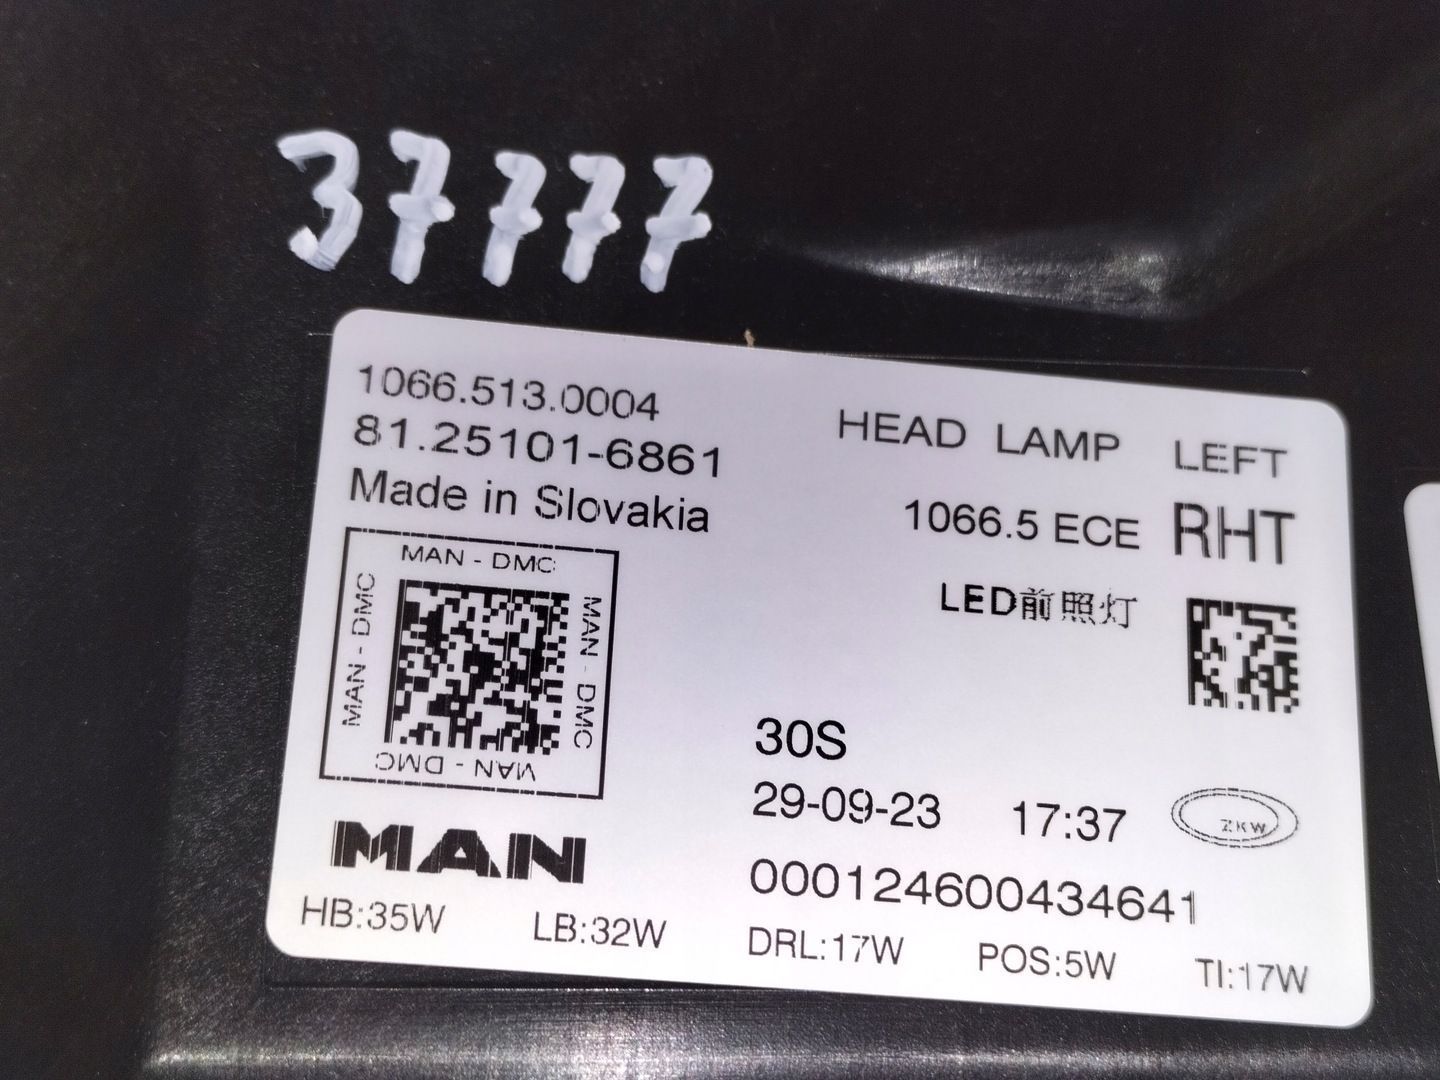 37777
1066.513.0004
81.25101-6861
Made in Slovakia
HEAD LAMP LEFT
1066.5 ECE RHT
LED前照灯
MAN - DMC
MAN - DMC
MAN - DMC
MAN - DMC
30S
29-09-23 17:37
ZKW
000124600434641
MAN
HB:35W LB:32W DRL:17W POS:5W TI:17W